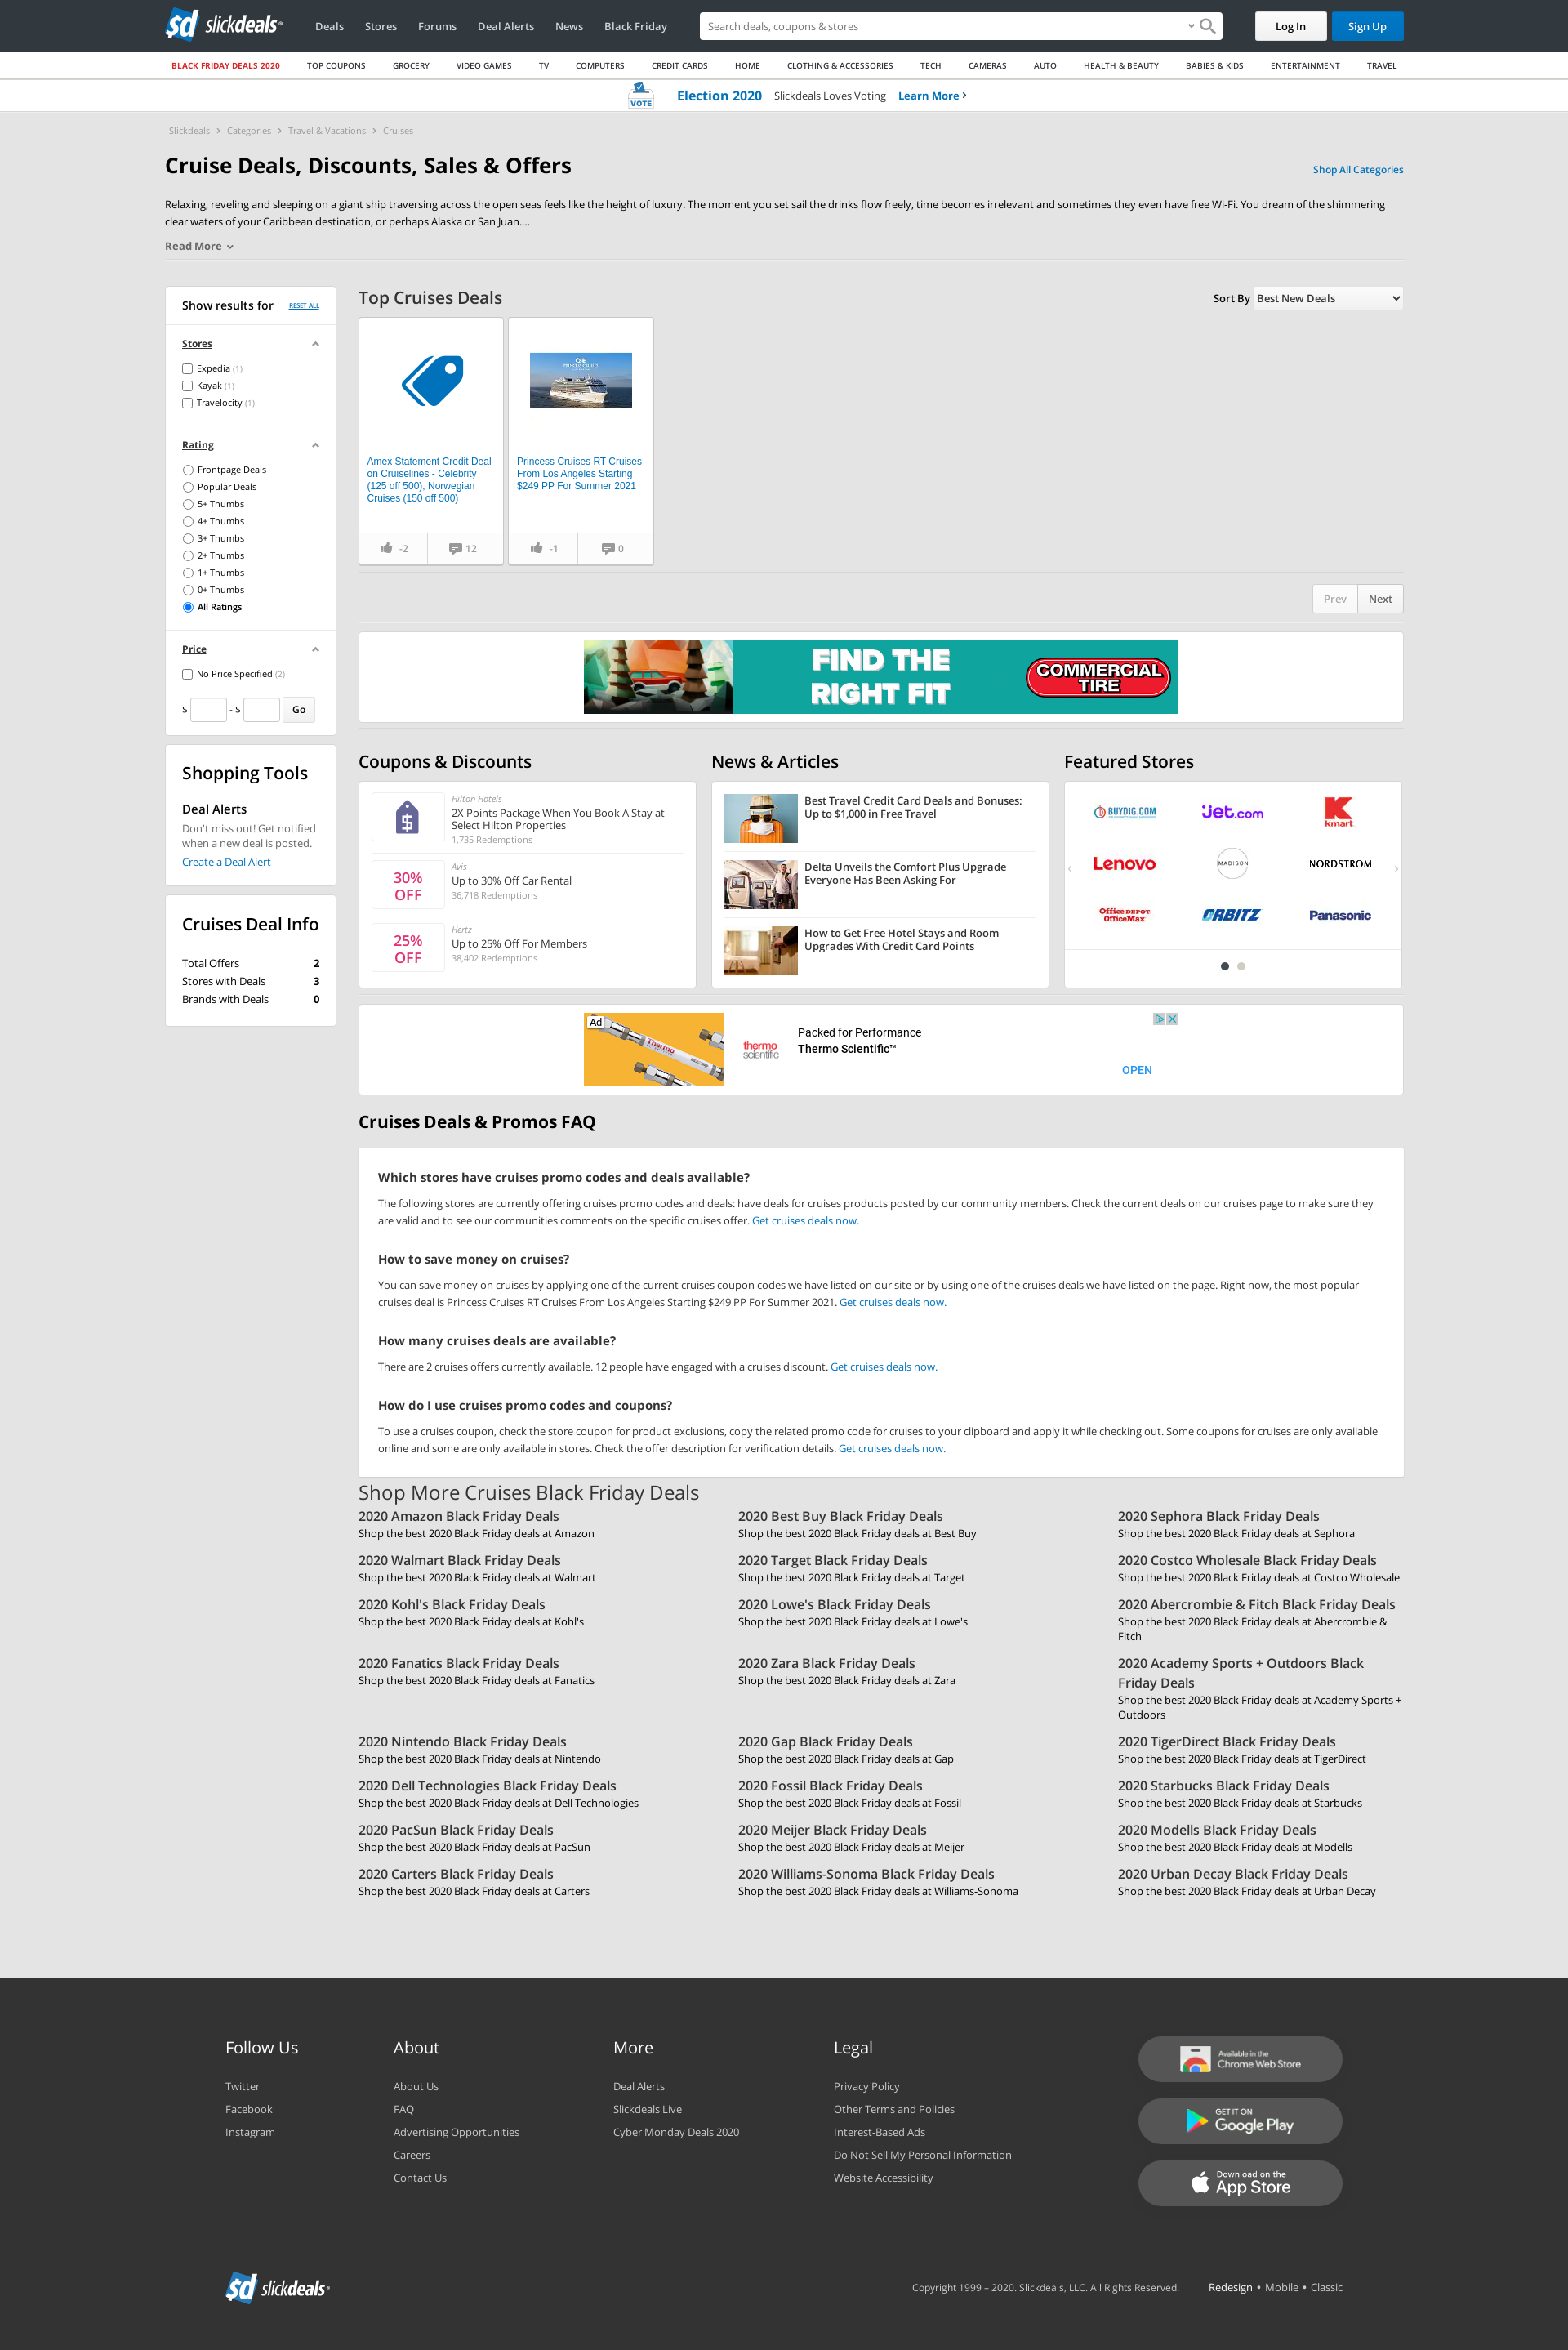 sd slickdeals
Deals Stores Forums Deal Alerts News Black Friday
Search deals, coupons & stores
Log In Sign Up
BLACK FRIDAY DEALS 2020 TOP COUPONS GROCERY VIDEO GAMES TV COMPUTERS CREDIT CARDS HOME CLOTHING & ACCESSORIES TECH CAMERAS AUTO HEALTH & BEAUTY BABIES & KIDS ENTERTAINMENT TRAVEL
VOTE Election 2020 Slickdeals Loves Voting Learn More ›
Slickdeals › Categories › Travel & Vacations › Cruises
Cruise Deals, Discounts, Sales & Offers
Shop All Categories
Relaxing, reveling and sleeping on a giant ship traversing across the open seas feels like the height of luxury. The moment you set sail the drinks flow freely, time becomes irrelevant and sometimes they even have free Wi-Fi. You dream of the shimmering
clear waters of your Caribbean destination, or perhaps Alaska or San Juan....
Read More
Show results for RESET ALL
Stores
Expedia (1)
Kayak (1)
Travelocity (1)
Rating
Frontpage Deals
Popular Deals
5+ Thumbs
4+ Thumbs
3+ Thumbs
2+ Thumbs
1+ Thumbs
0+ Thumbs
All Ratings
Price
No Price Specified (2)
$ - $ Go
Shopping Tools
Deal Alerts
Don't miss out! Get notified
when a new deal is posted.
Create a Deal Alert
Cruises Deal Info
Total Offers 2
Stores with Deals 3
Brands with Deals 0
Top Cruises Deals
Sort By Best New Deals
Amex Statement Credit Deal
on Cruiselines - Celebrity
(125 off 500), Norwegian
Cruises (150 off 500)
-2 12
Princess Cruises RT Cruises
From Los Angeles Starting
$249 PP For Summer 2021
-1 0
Prev Next
FIND THE
RIGHT FIT
COMMERCIAL
TIRE
Coupons & Discounts
Hilton Hotels
2X Points Package When You Book A Stay at
Select Hilton Properties
1,735 Redemptions
30%
OFF
Avis
Up to 30% Off Car Rental
36,718 Redemptions
25%
OFF
Hertz
Up to 25% Off For Members
38,402 Redemptions
News & Articles
Best Travel Credit Card Deals and Bonuses:
Up to $1,000 in Free Travel
Delta Unveils the Comfort Plus Upgrade
Everyone Has Been Asking For
How to Get Free Hotel Stays and Room
Upgrades With Credit Card Points
Featured Stores
BUYDIG.COM jet.com kmart
Lenovo MADISON NORDSTROM
Office DEPOT OfficeMax ORBITZ Panasonic
Ad
thermo
scientific
Packed for Performance
Thermo Scientific™
OPEN
Cruises Deals & Promos FAQ
Which stores have cruises promo codes and deals available?
The following stores are currently offering cruises promo codes and deals: have deals for cruises products posted by our community members. Check the current deals on our cruises page to make sure they
are valid and to see our communities comments on the specific cruises offer. Get cruises deals now.
How to save money on cruises?
You can save money on cruises by applying one of the current cruises coupon codes we have listed on our site or by using one of the cruises deals we have listed on the page. Right now, the most popular
cruises deal is Princess Cruises RT Cruises From Los Angeles Starting $249 PP For Summer 2021. Get cruises deals now.
How many cruises deals are available?
There are 2 cruises offers currently available. 12 people have engaged with a cruises discount. Get cruises deals now.
How do I use cruises promo codes and coupons?
To use a cruises coupon, check the store coupon for product exclusions, copy the related promo code for cruises to your clipboard and apply it while checking out. Some coupons for cruises are only available
online and some are only available in stores. Check the offer description for verification details. Get cruises deals now.
Shop More Cruises Black Friday Deals
2020 Amazon Black Friday Deals
Shop the best 2020 Black Friday deals at Amazon
2020 Best Buy Black Friday Deals
Shop the best 2020 Black Friday deals at Best Buy
2020 Sephora Black Friday Deals
Shop the best 2020 Black Friday deals at Sephora
2020 Walmart Black Friday Deals
Shop the best 2020 Black Friday deals at Walmart
2020 Target Black Friday Deals
Shop the best 2020 Black Friday deals at Target
2020 Costco Wholesale Black Friday Deals
Shop the best 2020 Black Friday deals at Costco Wholesale
2020 Kohl's Black Friday Deals
Shop the best 2020 Black Friday deals at Kohl's
2020 Lowe's Black Friday Deals
Shop the best 2020 Black Friday deals at Lowe's
2020 Abercrombie & Fitch Black Friday Deals
Shop the best 2020 Black Friday deals at Abercrombie &
Fitch
2020 Fanatics Black Friday Deals
Shop the best 2020 Black Friday deals at Fanatics
2020 Zara Black Friday Deals
Shop the best 2020 Black Friday deals at Zara
2020 Academy Sports + Outdoors Black
Friday Deals
Shop the best 2020 Black Friday deals at Academy Sports +
Outdoors
2020 Nintendo Black Friday Deals
Shop the best 2020 Black Friday deals at Nintendo
2020 Gap Black Friday Deals
Shop the best 2020 Black Friday deals at Gap
2020 TigerDirect Black Friday Deals
Shop the best 2020 Black Friday deals at TigerDirect
2020 Dell Technologies Black Friday Deals
Shop the best 2020 Black Friday deals at Dell Technologies
2020 Fossil Black Friday Deals
Shop the best 2020 Black Friday deals at Fossil
2020 Starbucks Black Friday Deals
Shop the best 2020 Black Friday deals at Starbucks
2020 PacSun Black Friday Deals
Shop the best 2020 Black Friday deals at PacSun
2020 Meijer Black Friday Deals
Shop the best 2020 Black Friday deals at Meijer
2020 Modells Black Friday Deals
Shop the best 2020 Black Friday deals at Modells
2020 Carters Black Friday Deals
Shop the best 2020 Black Friday deals at Carters
2020 Williams-Sonoma Black Friday Deals
Shop the best 2020 Black Friday deals at Williams-Sonoma
2020 Urban Decay Black Friday Deals
Shop the best 2020 Black Friday deals at Urban Decay
Follow Us
Twitter
Facebook
Instagram
About
About Us
FAQ
Advertising Opportunities
Careers
Contact Us
More
Deal Alerts
Slickdeals Live
Cyber Monday Deals 2020
Legal
Privacy Policy
Other Terms and Policies
Interest-Based Ads
Do Not Sell My Personal Information
Website Accessibility
Available in the
Chrome Web Store
GET IT ON
Google Play
Download on the
App Store
sd slickdeals
Copyright 1999 – 2020. Slickdeals, LLC. All Rights Reserved. Redesign • Mobile • Classic